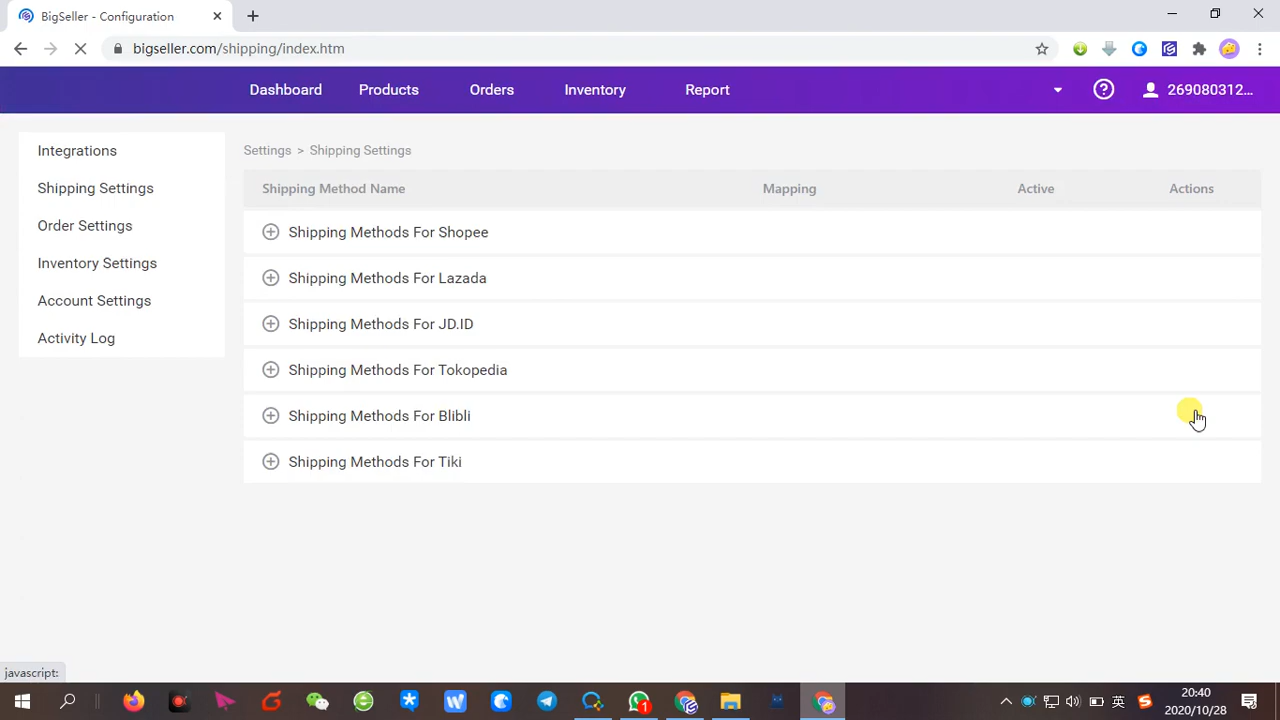 BigSeller - Configuration
bigseller.com/shipping/index.htm
Dashboard Products Orders Inventory Report 269080312...
Integrations
Shipping Settings
Order Settings
Inventory Settings
Account Settings
Activity Log
Settings > Shipping Settings
Shipping Method Name Mapping Active Actions
Shipping Methods For Shopee
Shipping Methods For Lazada
Shipping Methods For JD.ID
Shipping Methods For Tokopedia
Shipping Methods For Blibli
Shipping Methods For Tiki
javascript:
英
20:40
2020/10/28